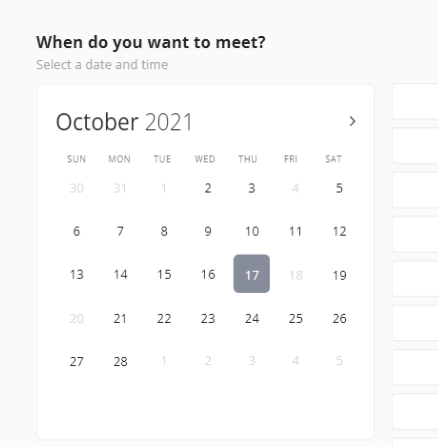 When do you want to meet?
Select a date and time
October 2021 >
SUN MON TUE WED THU FRI SAT
30 31 1 2 3 4 5
6 7 8 9 10 11 12
13 14 15 16 17 18 19
20 21 22 23 24 25 26
27 28 1 2 3 4 5